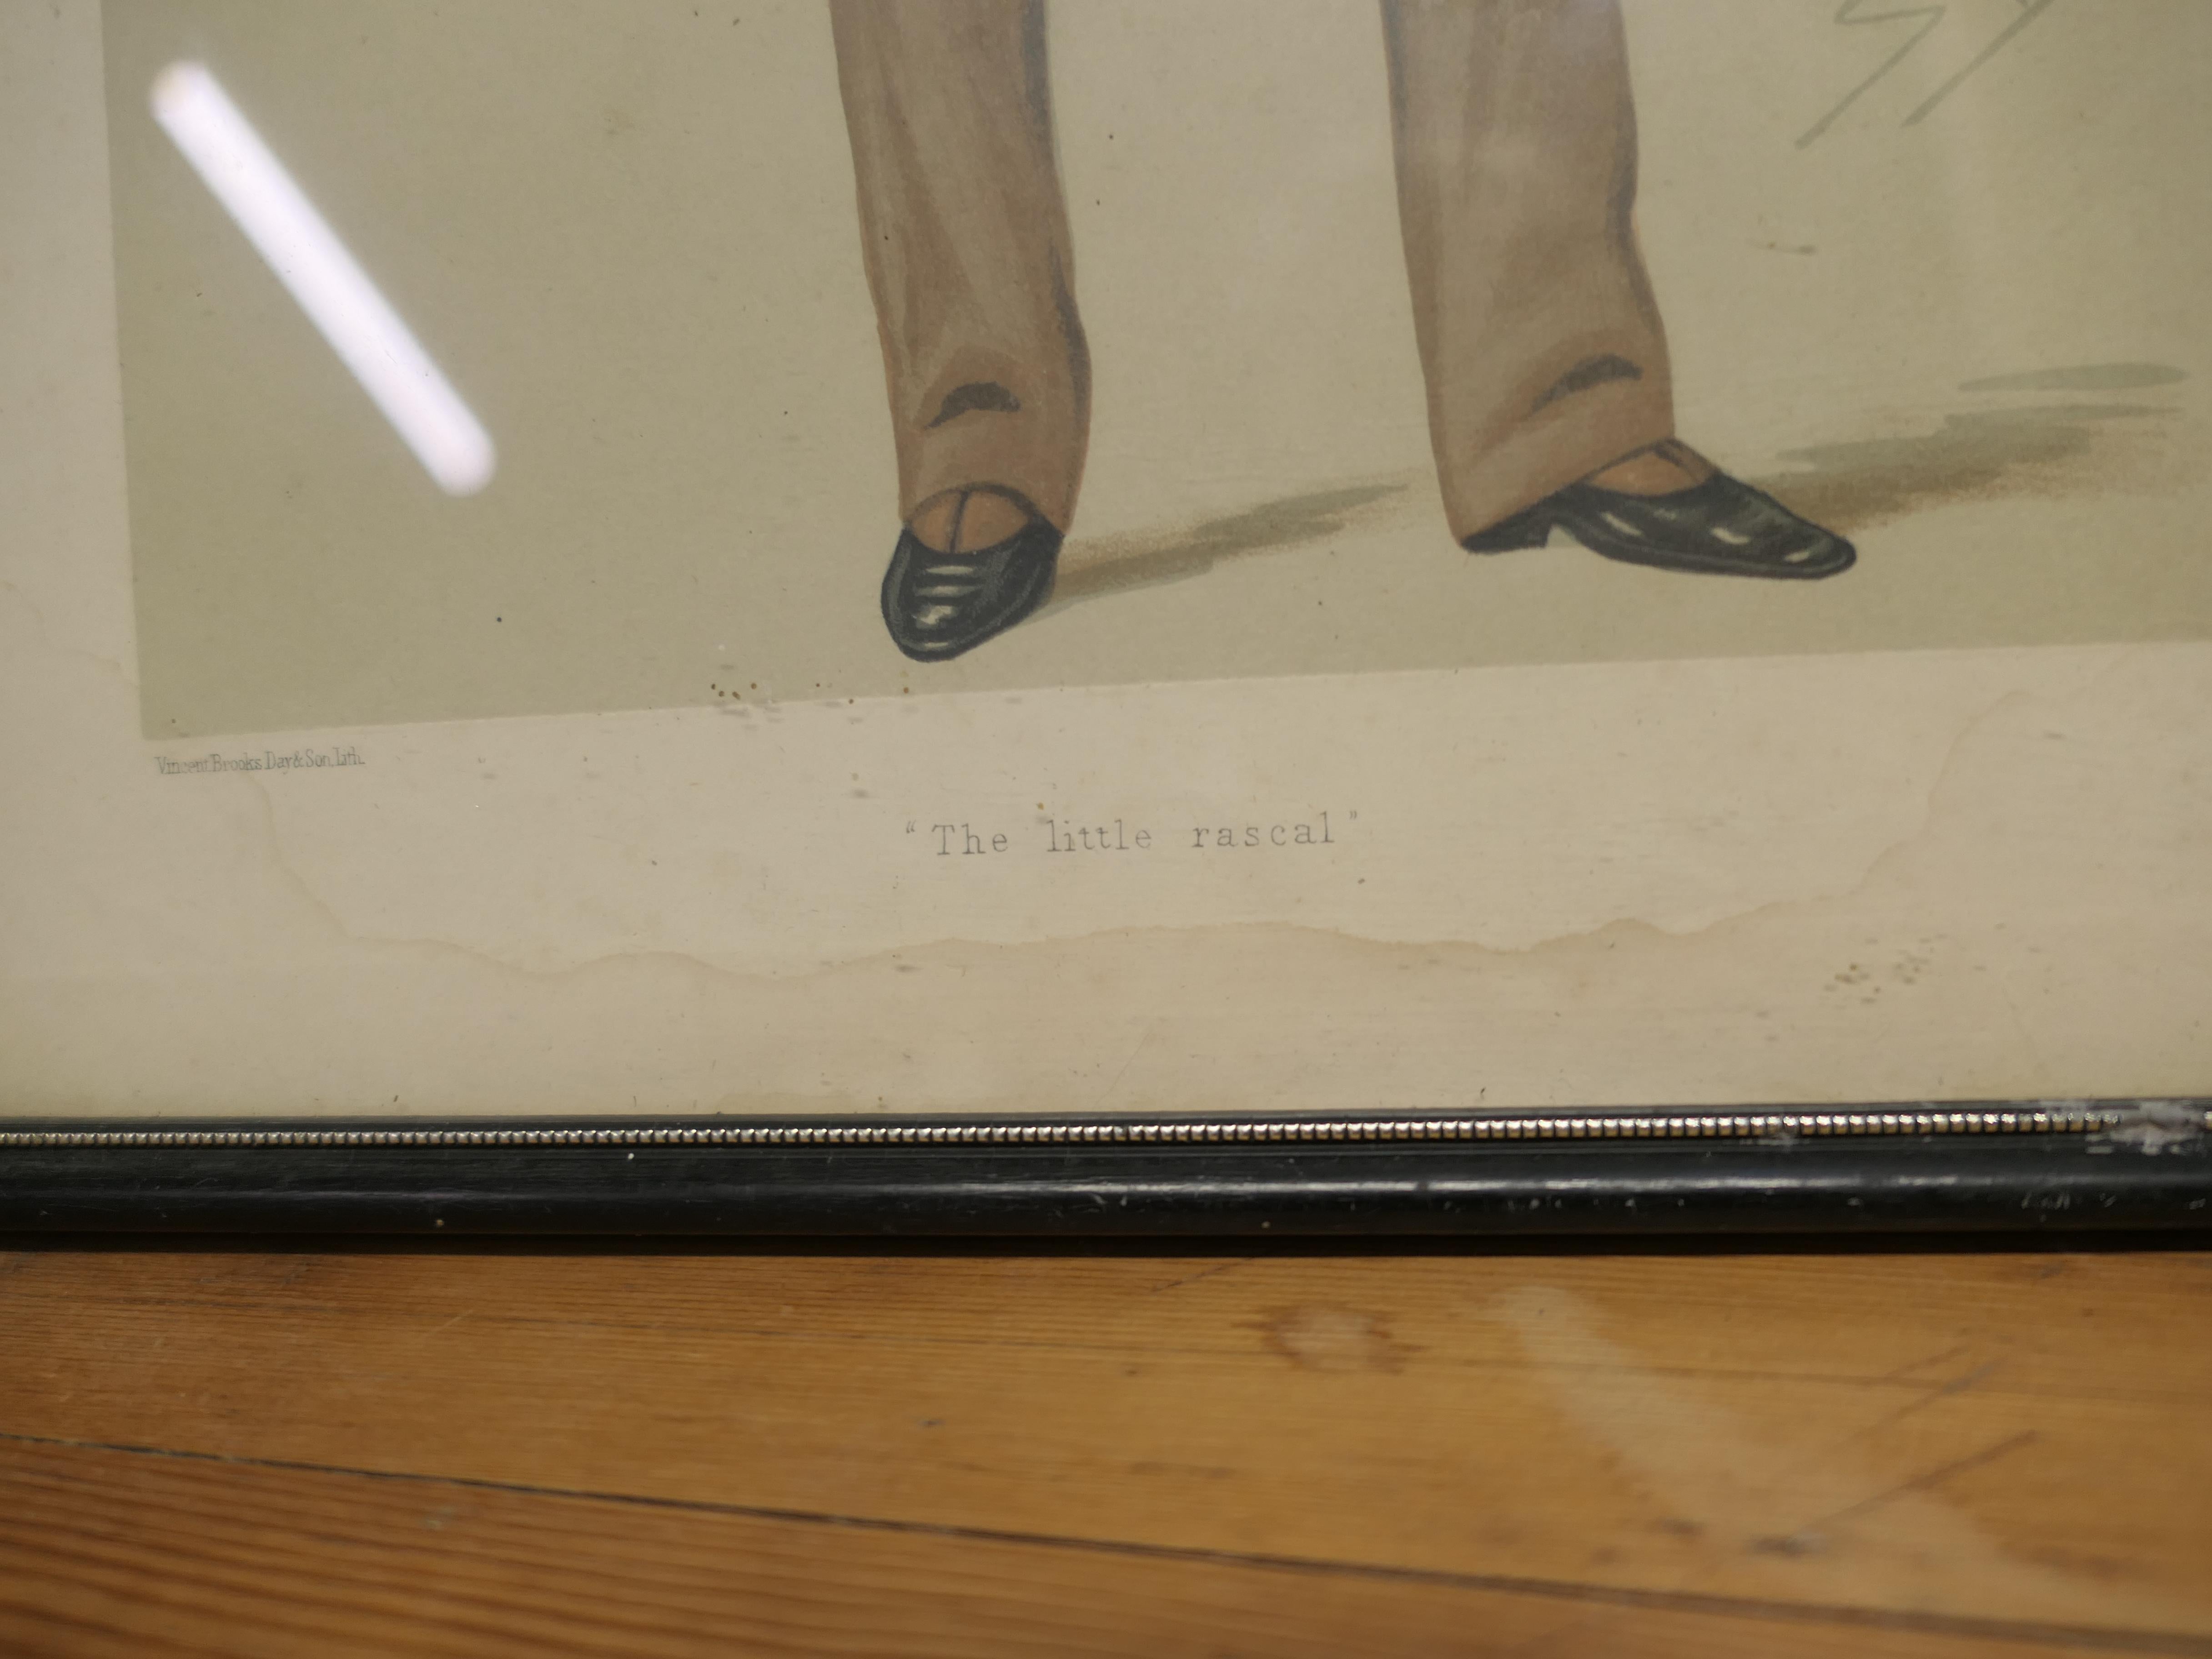 Vincent Brooks Day & Son, Lith.
"The little rascal"